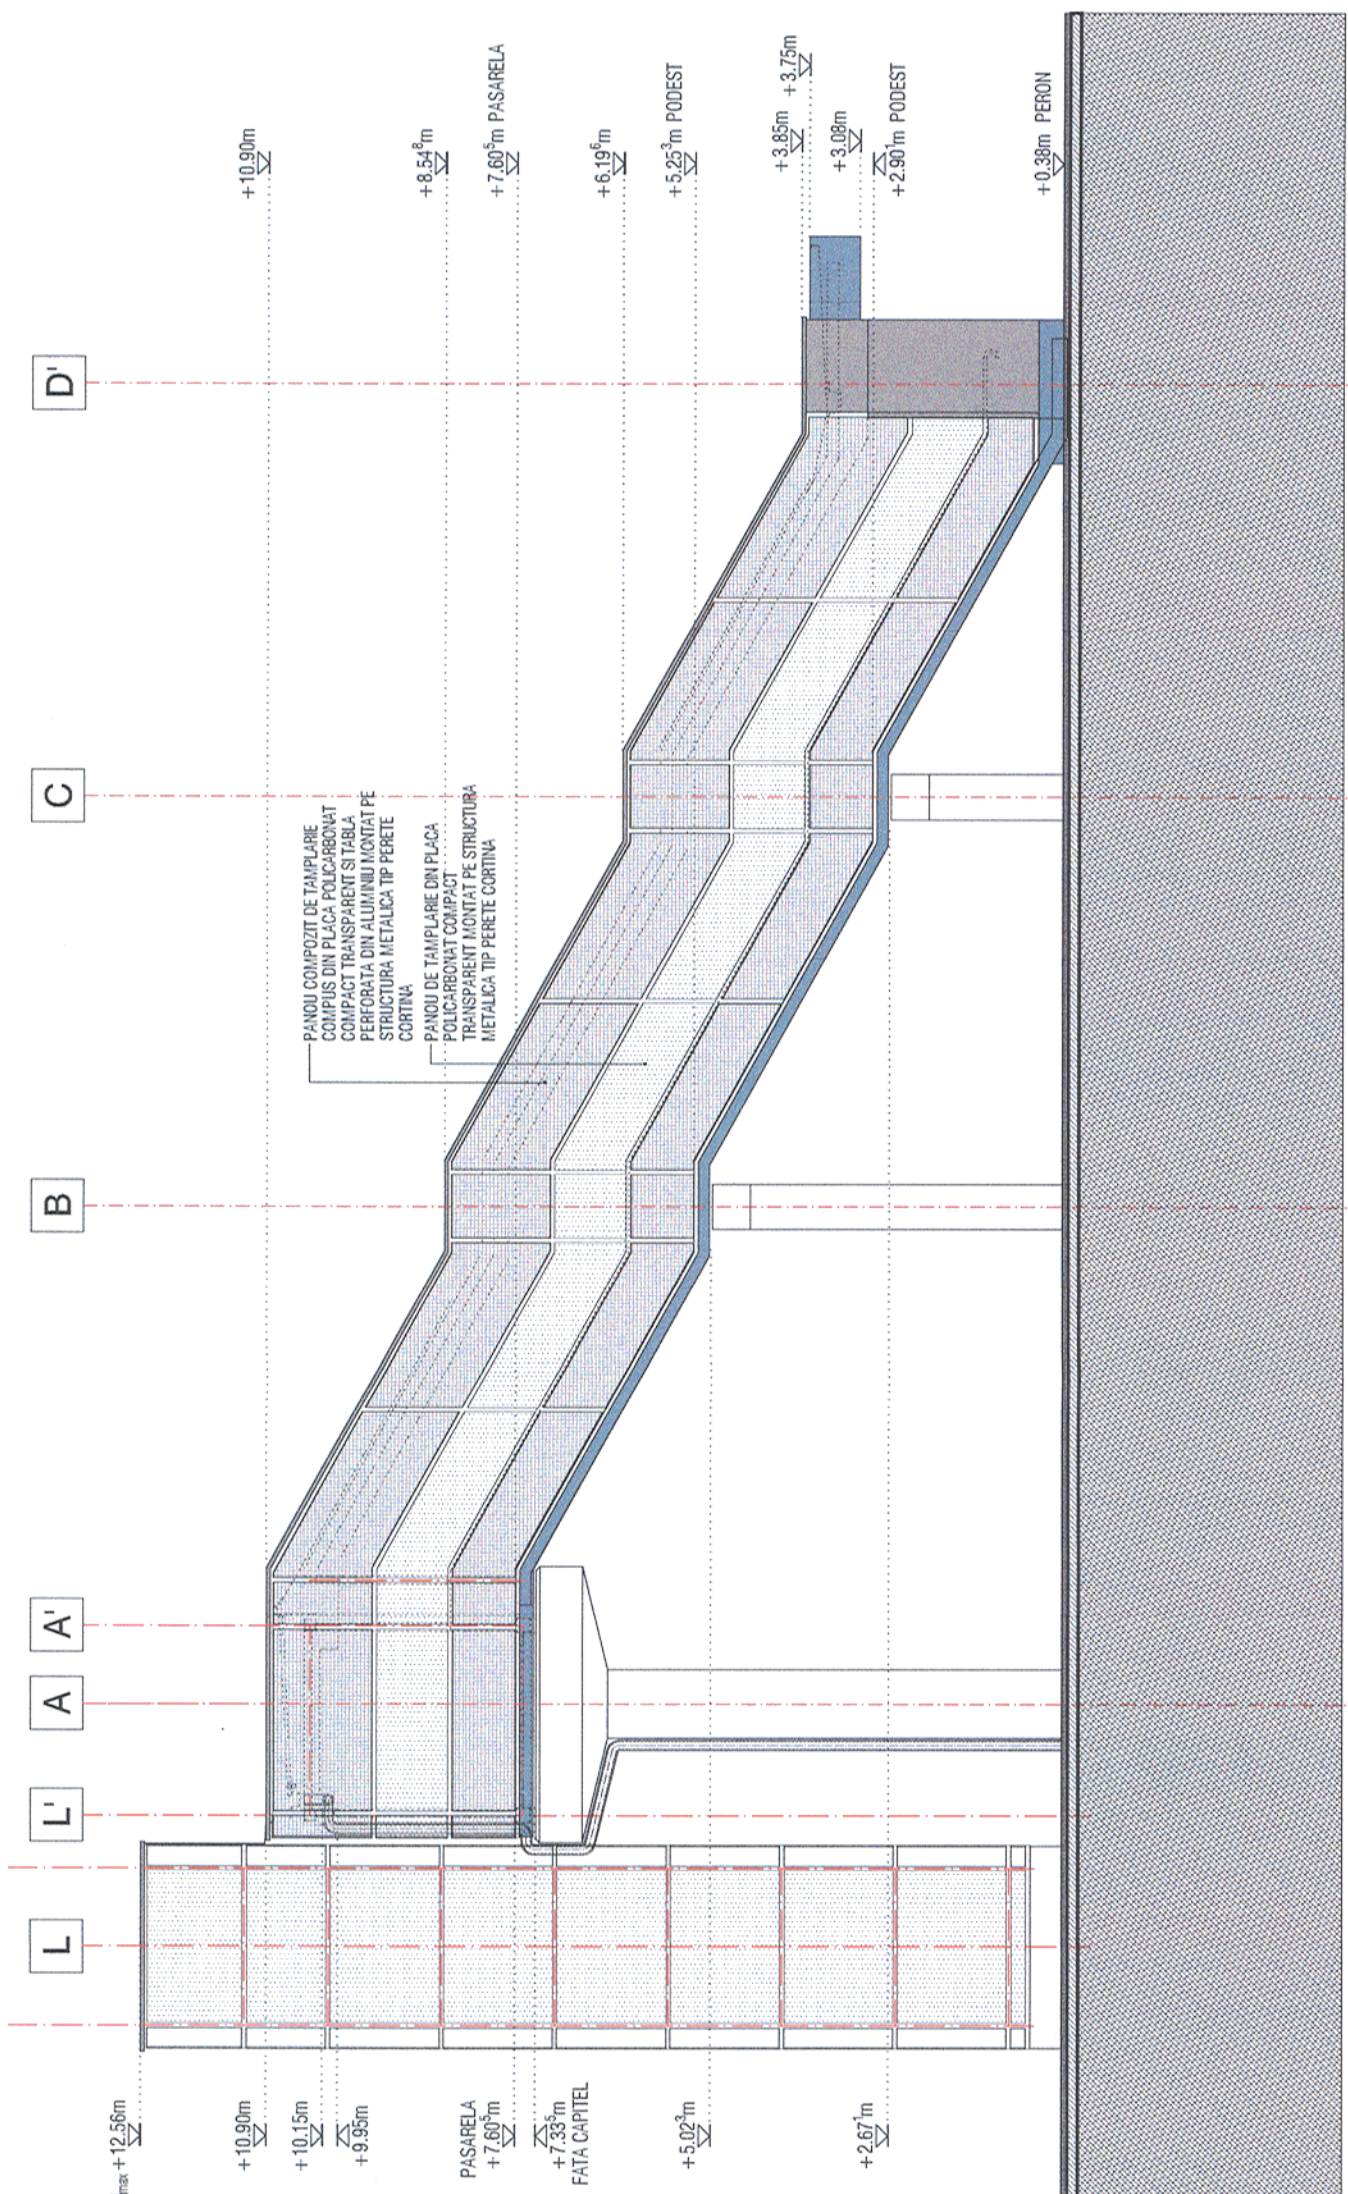 L
L'
A
A'
B
C
D'
max +12.56m
+10.90m
+10.15m
+9.95m
PASARELA
+7.60⁵m
+7.33⁵m
FATA CAPITEL
+5.02³m
+2.67¹m
PANOU COMPOZIT DE TAMPLARIE
COMPUS DIN PLACA POLICARBONAT
COMPACT TRANSPARENT SI TABLA
PERFORATA DIN ALUMINIU MONTAT PE
STRUCTURA METALICA TIP PERETE
CORTINA
PANOU DE TAMPLARIE DIN PLACA
POLICARBONAT COMPACT
TRANSPARENT MONTAT PE STRUCTURA
METALICA TIP PERETE CORTINA
+10.90m
+8.54⁸m
+7.60⁵m PASARELA
+6.19⁶m
+5.25³m PODEST
+3.85m
+3.75m
+3.08m
+2.90¹m PODEST
+0.38m PERON